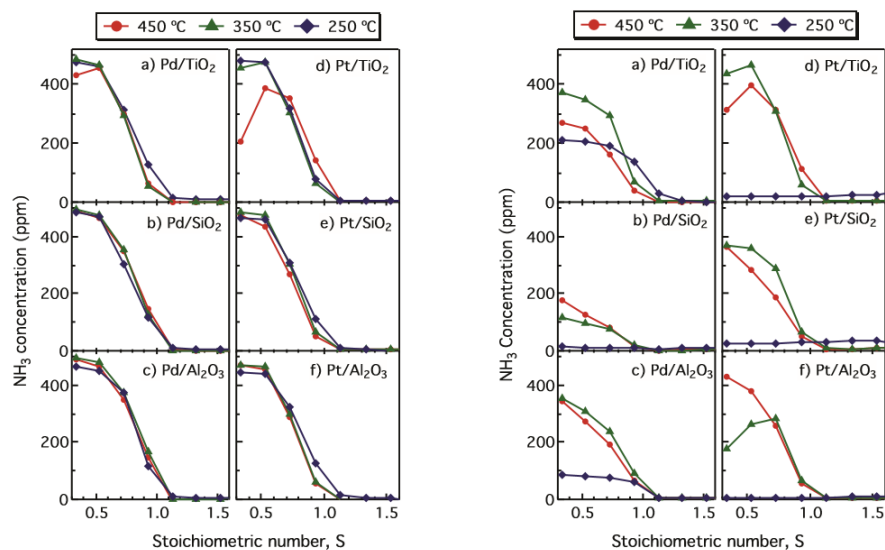 450 ºC 350 ºC 250 ºC
a) Pd/TiO₂
d) Pt/TiO₂
b) Pd/SiO₂
e) Pt/SiO₂
c) Pd/Al₂O₃
f) Pt/Al₂O₃
400
200
0
400
200
0
400
200
0
0.5 1.0 1.5
0.5 1.0 1.5
NH₃ concentration (ppm)
Stoichiometric number, S
450 ºC 350 ºC 250 ºC
a) Pd/TiO₂
d) Pt/TiO₂
b) Pd/SiO₂
e) Pt/SiO₂
c) Pd/Al₂O₃
f) Pt/Al₂O₃
400
200
0
400
200
0
400
200
0
0.5 1.0 1.5
0.5 1.0 1.5
NH₃ Concentration (ppm)
Stoichiometric number, S